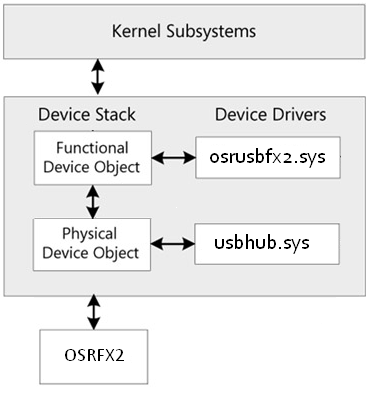 Kernel Subsystems
Device Stack
Device Drivers
Functional
Device Object
osrusbfx2.sys
Physical
Device Object
usbhub.sys
OSRFX2